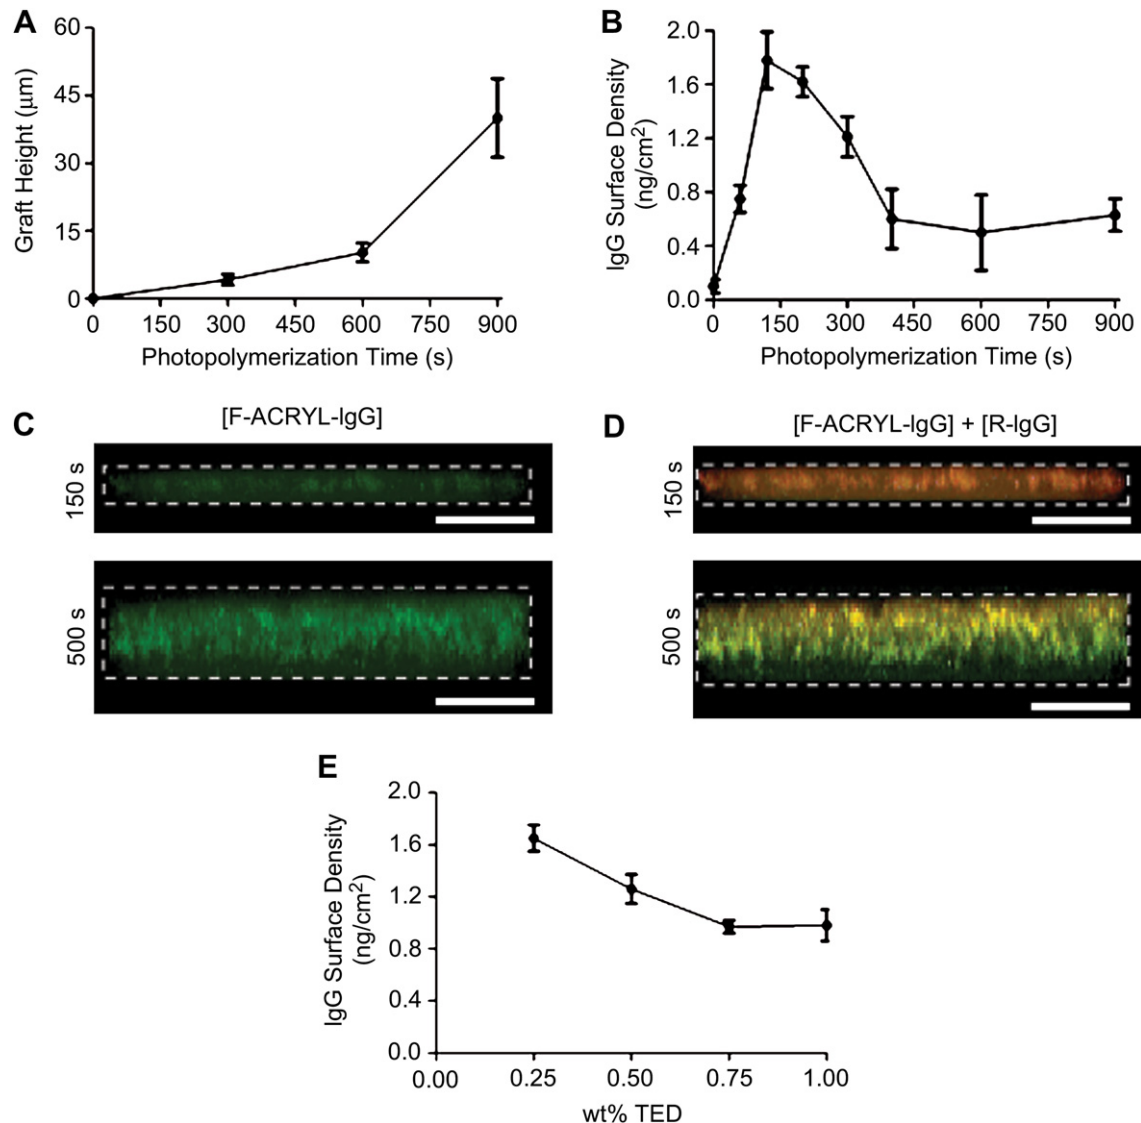 A
60
45
30
15
0
Graft Height (µm)
0 150 300 450 600 750 900
Photopolymerization Time (s)
B
2.0
1.6
1.2
0.8
0.4
0.0
IgG Surface Density
(ng/cm²)
0 150 300 450 600 750 900
Photopolymerization Time (s)
C
[F-ACRYL-IgG]
150 s
500 s
D
[F-ACRYL-IgG] + [R-IgG]
150 s
500 s
E
2.0
1.6
1.2
0.8
0.4
0.0
IgG Surface Density
(ng/cm²)
0.00 0.25 0.50 0.75 1.00
wt% TED